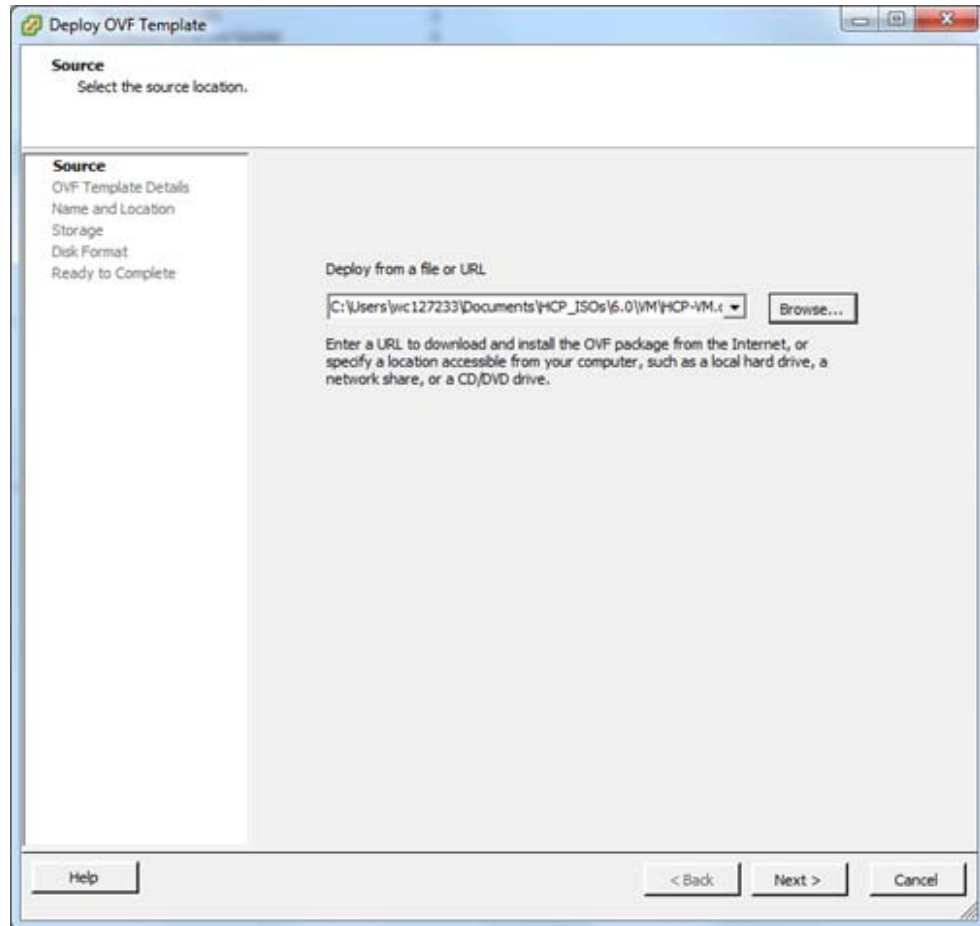 Deploy OVF Template
Source
Select the source location.
Source
OVF Template Details
Name and Location
Storage
Disk Format
Ready to Complete
Deploy from a file or URL
C:\Users\wc127233\Documents\HCP_ISOs\6.0\VM\HCP-VM.
Browse...
Enter a URL to download and install the OVF package from the Internet, or
specify a location accessible from your computer, such as a local hard drive, a
network share, or a CD/DVD drive.
Help
< Back
Next >
Cancel